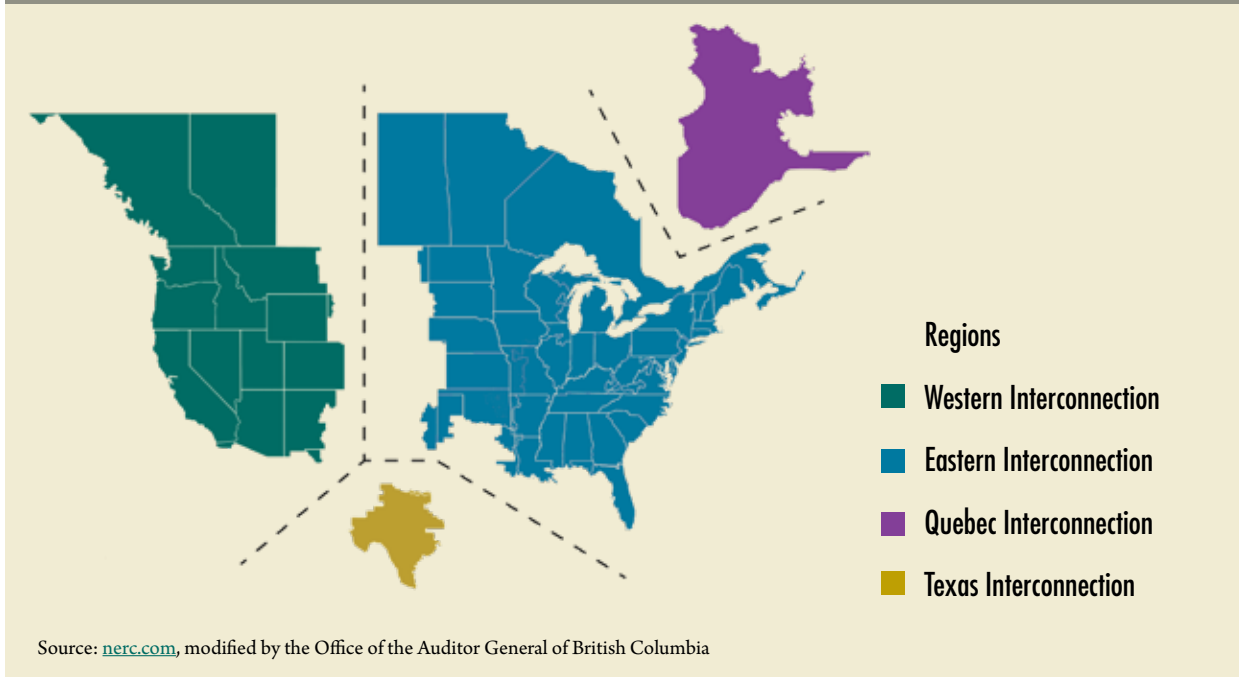 Regions
Western Interconnection
Eastern Interconnection
Quebec Interconnection
Texas Interconnection
Source: nerc.com, modified by the Office of the Auditor General of British Columbia